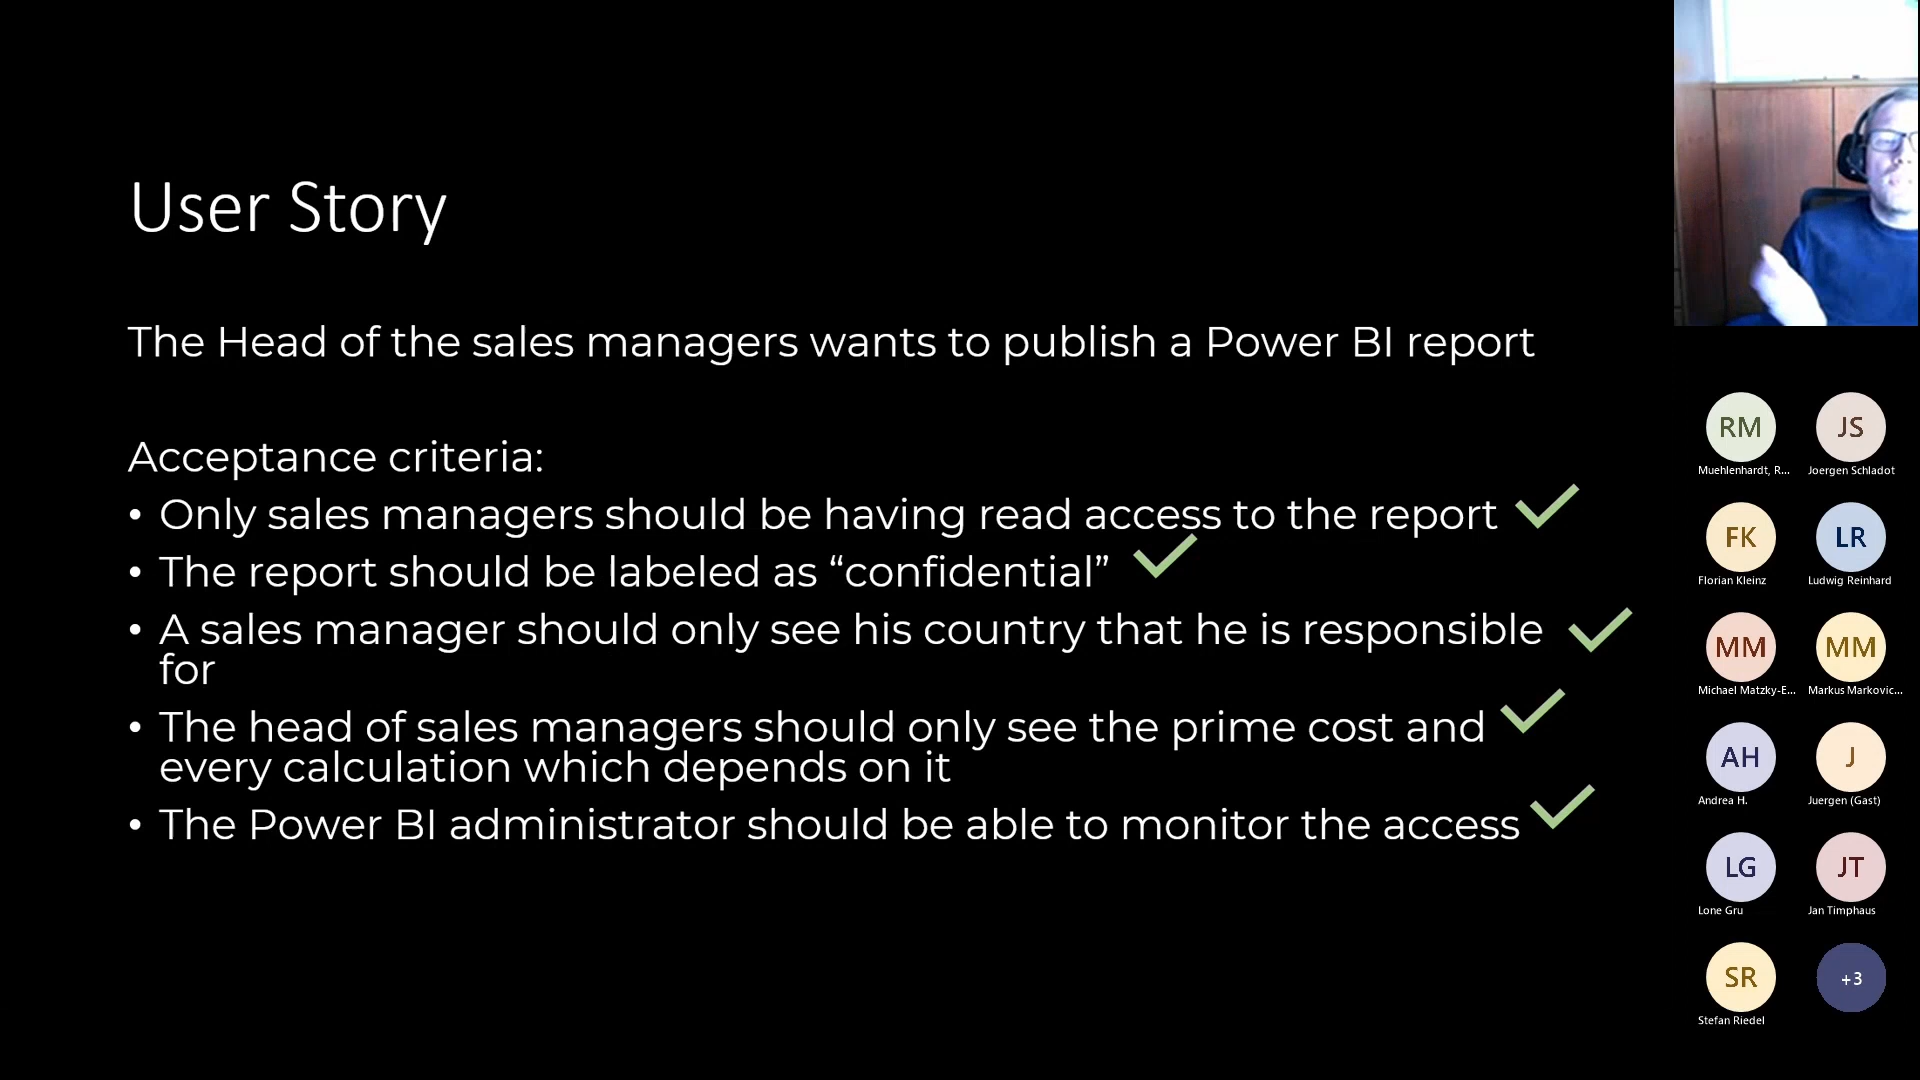 User Story
The Head of the sales managers wants to publish a Power BI report
Acceptance criteria:
• Only sales managers should be having read access to the report
• The report should be labeled as “confidential”
• A sales manager should only see his country that he is responsible
for
• The head of sales managers should only see the prime cost and
every calculation which depends on it
• The Power BI administrator should be able to monitor the access
RM
JS
Muehlenhardt, R...
Joergen Schladot
FK
LR
Florian Kleinz
Ludwig Reinhard
MM
MM
Michael Matzky-E...
Markus Markovic...
AH
J
Andrea H.
Juergen (Gast)
LG
JT
Lone Gru
Jan Timphaus
SR
+3
Stefan Riedel